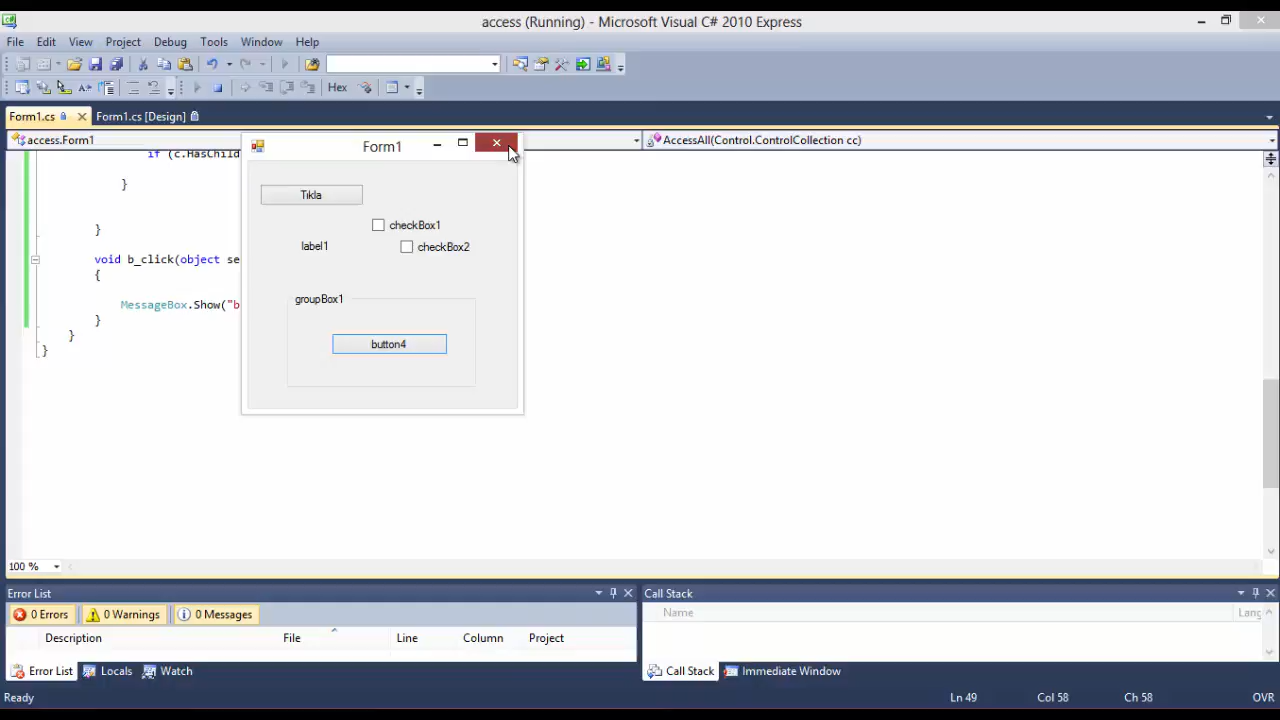 access (Running) - Microsoft Visual C# 2010 Express
File Edit View Project Debug Tools Window Help
Hex
Form1.cs Form1.cs [Design]
access.Form1 AccessAll(Control.ControlCollection cc)
if (c.HasChild
}
}
void b_click(object se
{
MessageBox.Show("b
}
}
}
Form1
Tikla
checkBox1
label1 checkBox2
groupBox1
button4
100 %
Error List
0 Errors 0 Warnings 0 Messages
Description File Line Column Project
Error List Locals Watch
Call Stack
Name Lang
Call Stack Immediate Window
Ready Ln 49 Col 58 Ch 58 OVR